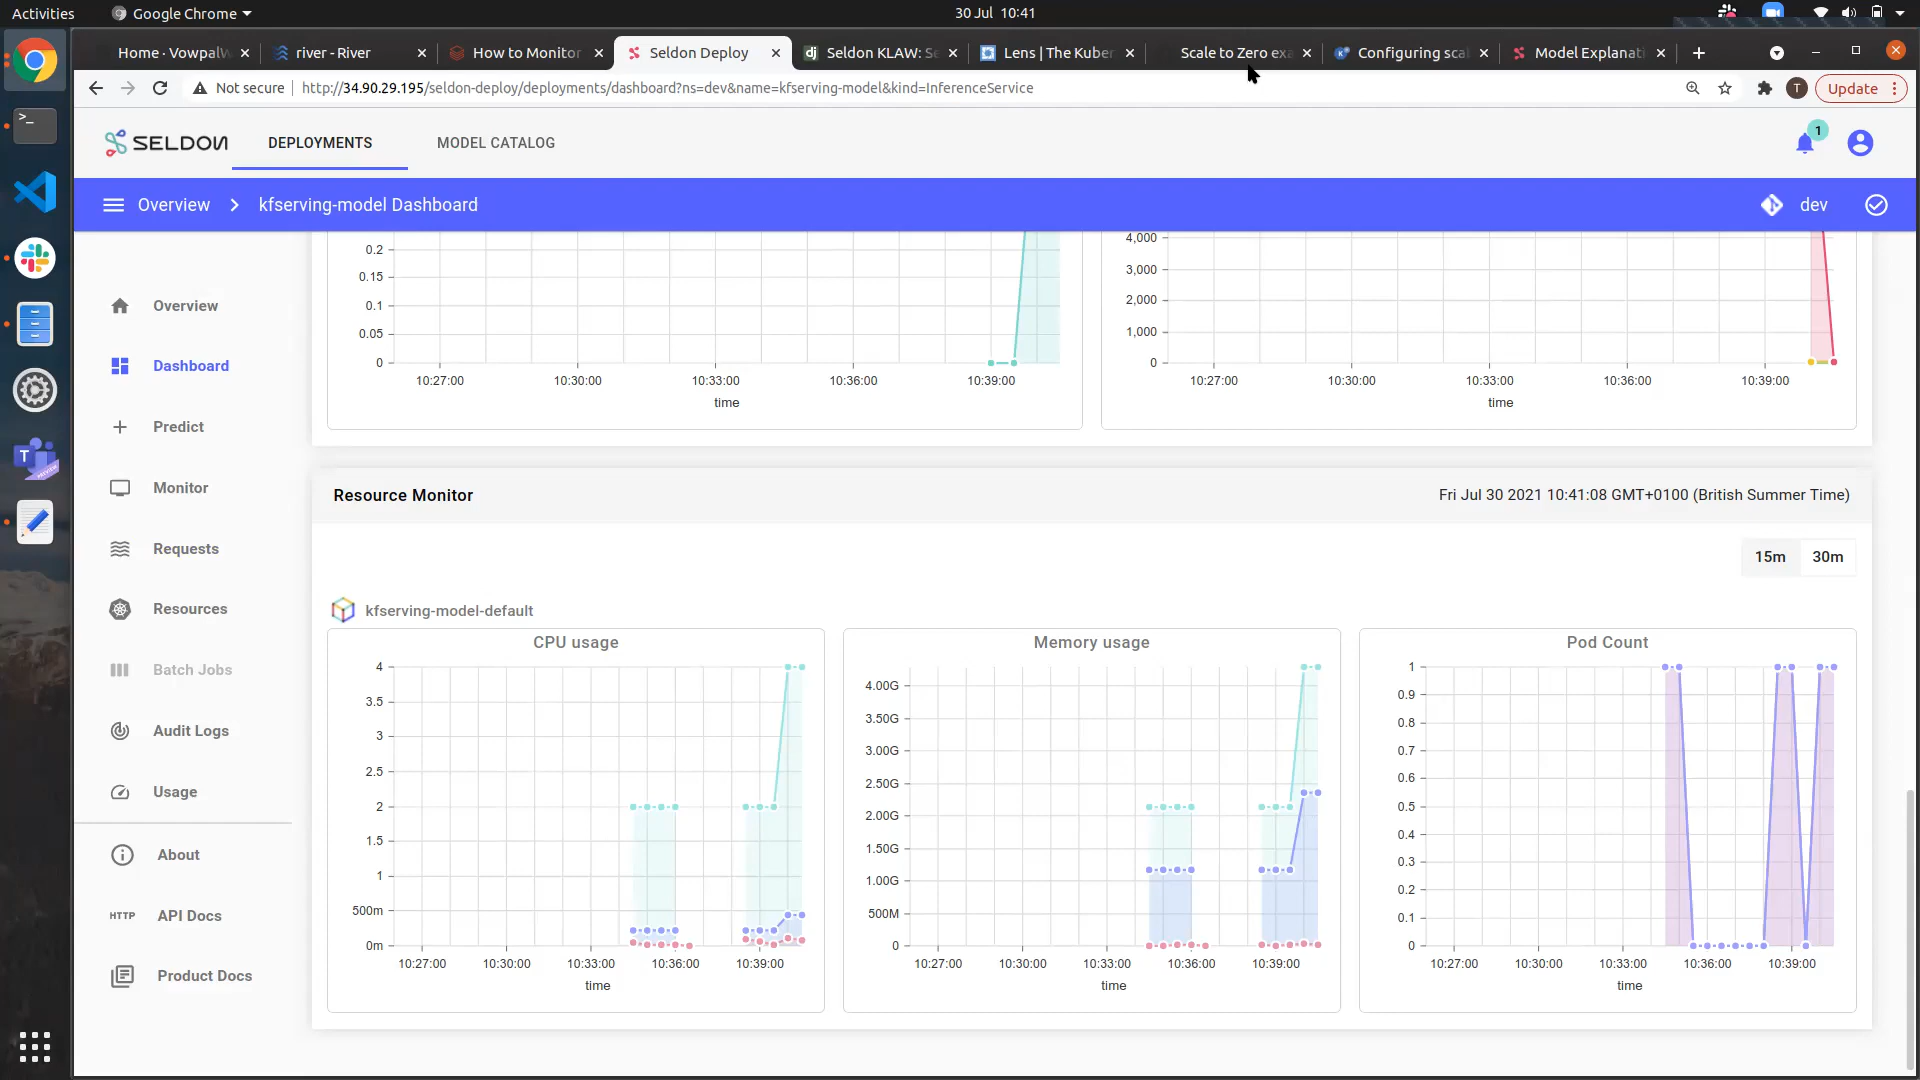 Activities
Google Chrome
30 Jul 10:41
Home · VowpalW
river - River
How to Monitor
Seldon Deploy
Seldon KLAW: Se
Lens | The Kuber
Scale to Zero exa
Configuring scal
Model Explanati
Not secure
http://34.90.29.195/seldon-deploy/deployments/dashboard?ns=dev&name=kfserving-model&kind=InferenceService
T
Update
SELDON
DEPLOYMENTS
MODEL CATALOG
1
Overview
kfserving-model Dashboard
dev
Overview
Dashboard
Predict
Monitor
Requests
Resources
Batch Jobs
Audit Logs
Usage
About
HTTP
API Docs
Product Docs
0.2
0.15
0.1
0.05
0
10:27:00
10:30:00
10:33:00
10:36:00
10:39:00
time
4,000
3,000
2,000
1,000
0
10:27:00
10:30:00
10:33:00
10:36:00
10:39:00
time
Resource Monitor
Fri Jul 30 2021 10:41:08 GMT+0100 (British Summer Time)
15m
30m
kfserving-model-default
CPU usage
4
3.5
3
2.5
2
1.5
1
500m
0m
10:27:00
10:30:00
10:33:00
10:36:00
10:39:00
time
Memory usage
4.00G
3.50G
3.00G
2.50G
2.00G
1.50G
1.00G
500M
0
10:27:00
10:30:00
10:33:00
10:36:00
10:39:00
time
Pod Count
1
0.9
0.8
0.7
0.6
0.5
0.4
0.3
0.2
0.1
0
10:27:00
10:30:00
10:33:00
10:36:00
10:39:00
time